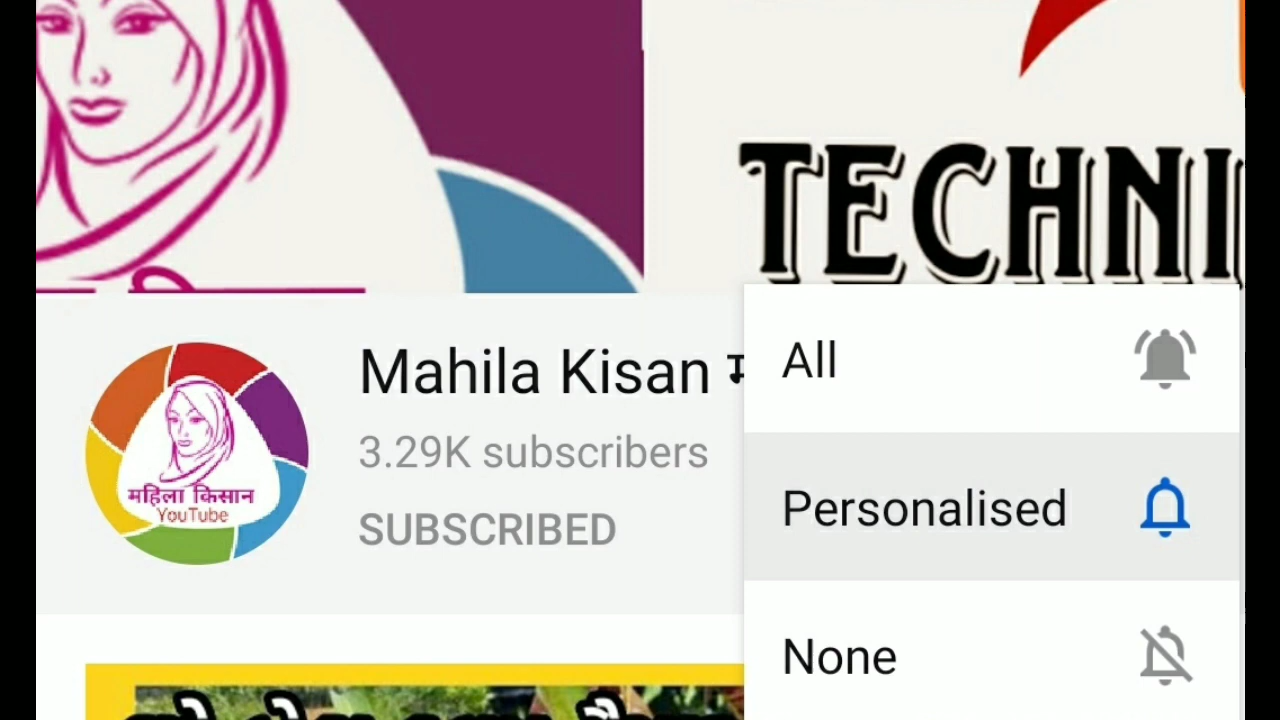 TECHNI
Mahila Kisan
3.29K subscribers
SUBSCRIBED
महिला किसान
YouTube
All
Personalised
None